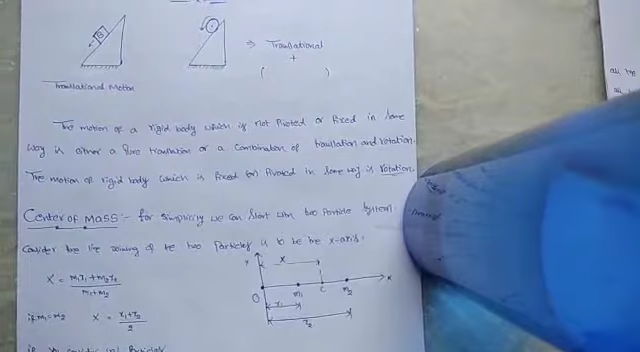 B
⇒ Translational
+
( )
Translational Motion
The motion of a rigid body which is not Pivoted or fixed in some
way is either a Pure translation or a combination of translation and rotation.
The motion of rigid body which is fixed (or) Pivoted in some way is rotation.
Center of Mass :- for simplicity we can start with two Particle system.
Consider the line joining of the two Particles is to be the x-axis.
X = m₁x₁+m₂x₂ / m₁+m₂
if m₁=m₂ X = x₁+x₂ / 2
Y X
O m₁ C m₂ X
x₁
x₂